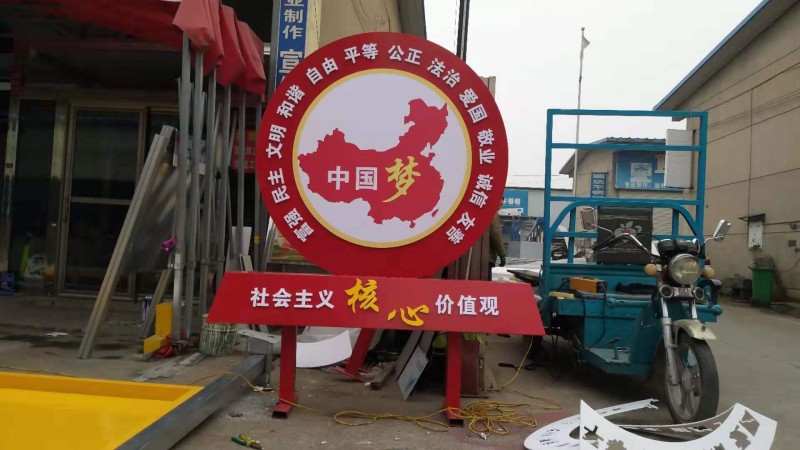 富强 民主 文明 和谐 自由 平等 公正 法治 爱国 敬业 诚信 友善
中国梦
社会主义核心价值观
业制作
宣